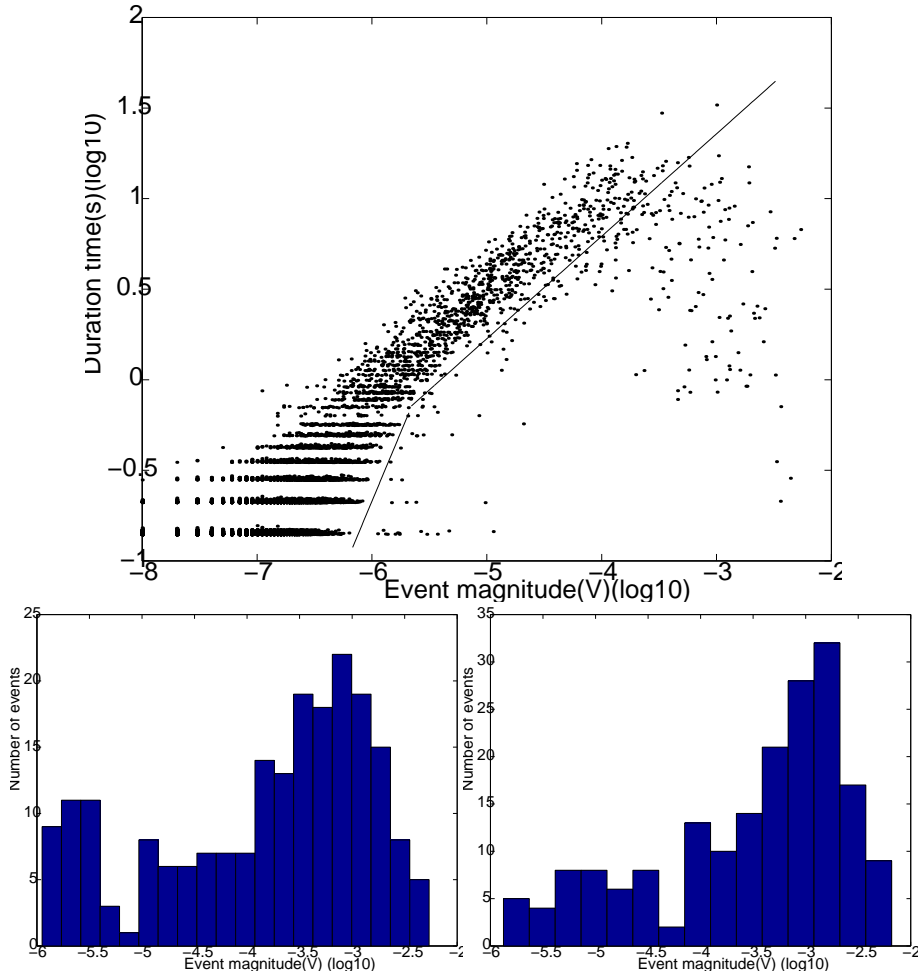 2
1.5
1
0.5
0
−0.5
−1
Duration time(s)(log10)
−8 −7 −6 −5 −4 −3 −2
Event magnitude(V)(log10)
25
20
15
10
5
0
Number of events
−6 −5.5 −5 −4.5 −4 −3.5 −3 −2.5 −2
Event magnitude(V) (log10)
35
30
25
20
15
10
5
0
Number of events
−6 −5.5 −5 −4.5 −4 −3.5 −3 −2.5 −2
Event magnitude(V) (log10)